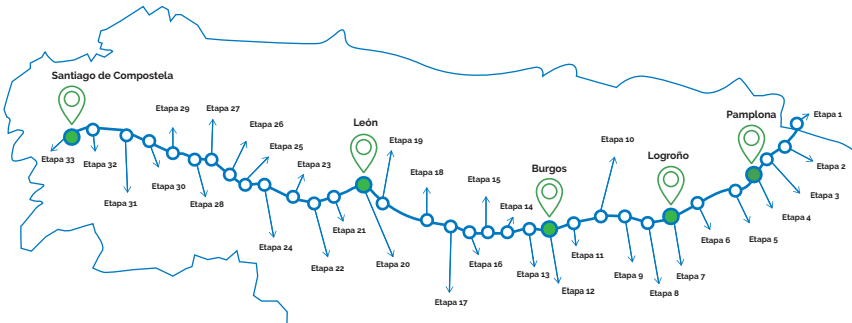 Santiago de Compostela
León
Burgos
Logroño
Pamplona
Etapa 1
Etapa 2
Etapa 3
Etapa 4
Etapa 5
Etapa 6
Etapa 7
Etapa 8
Etapa 9
Etapa 10
Etapa 11
Etapa 12
Etapa 13
Etapa 14
Etapa 15
Etapa 16
Etapa 17
Etapa 18
Etapa 19
Etapa 20
Etapa 21
Etapa 22
Etapa 23
Etapa 24
Etapa 25
Etapa 26
Etapa 27
Etapa 28
Etapa 29
Etapa 30
Etapa 31
Etapa 32
Etapa 33